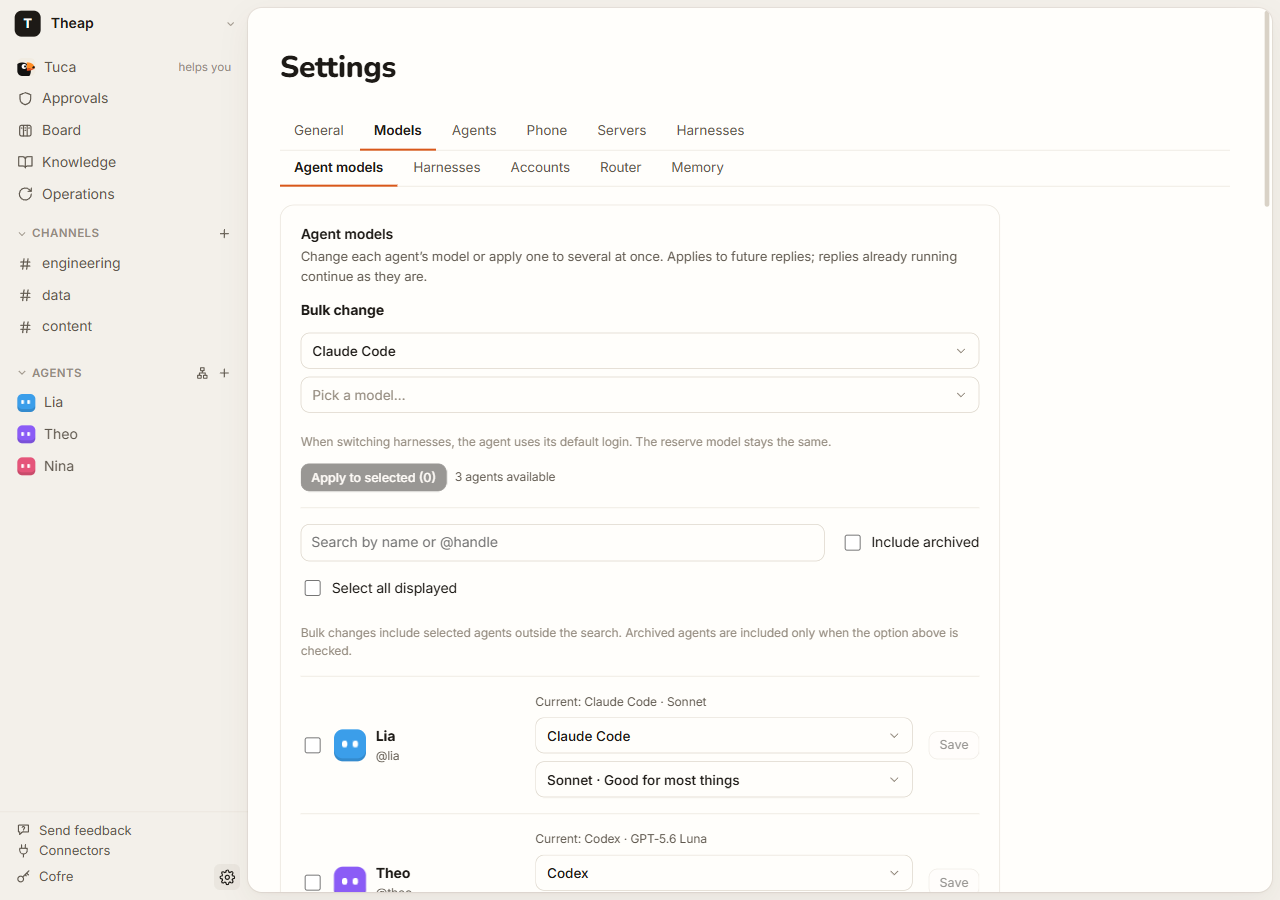 T Theap
Tuca helps you
Approvals
Board
Knowledge
Operations
CHANNELS
# engineering
# data
# content
AGENTS
Lia
Theo
Nina
Send feedback
Connectors
Cofre
Settings
General Models Agents Phone Servers Harnesses
Agent models Harnesses Accounts Router Memory
Agent models
Change each agent’s model or apply one to several at once. Applies to future replies; replies already running
continue as they are.
Bulk change
Claude Code
Pick a model...
When switching harnesses, the agent uses its default login. The reserve model stays the same.
Apply to selected (0) 3 agents available
Search by name or @handle Include archived
Select all displayed
Bulk changes include selected agents outside the search. Archived agents are included only when the option above is
checked.
Current: Claude Code · Sonnet
Lia
@lia
Claude Code
Sonnet · Good for most things
Save
Current: Codex · GPT-5.6 Luna
Theo
@theo
Codex
Save